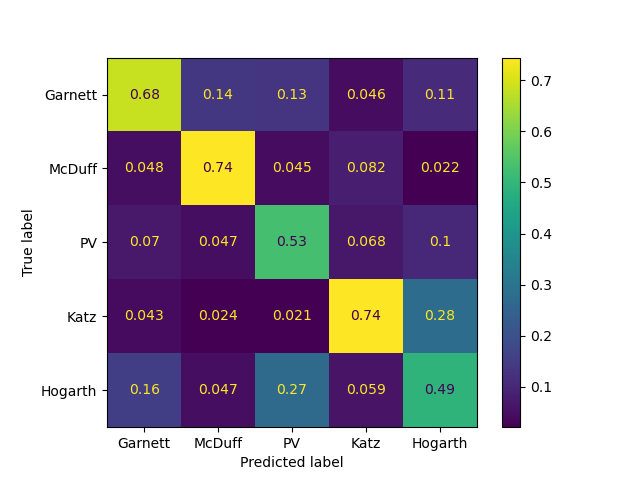 Garnett 0.68 0.14 0.13 0.046 0.11
McDuff 0.048 0.74 0.045 0.082 0.022
PV 0.07 0.047 0.53 0.068 0.1
Katz 0.043 0.024 0.021 0.74 0.28
Hogarth 0.16 0.047 0.27 0.059 0.49
Garnett McDuff PV Katz Hogarth
Predicted label
True label
0.7
0.6
0.5
0.4
0.3
0.2
0.1